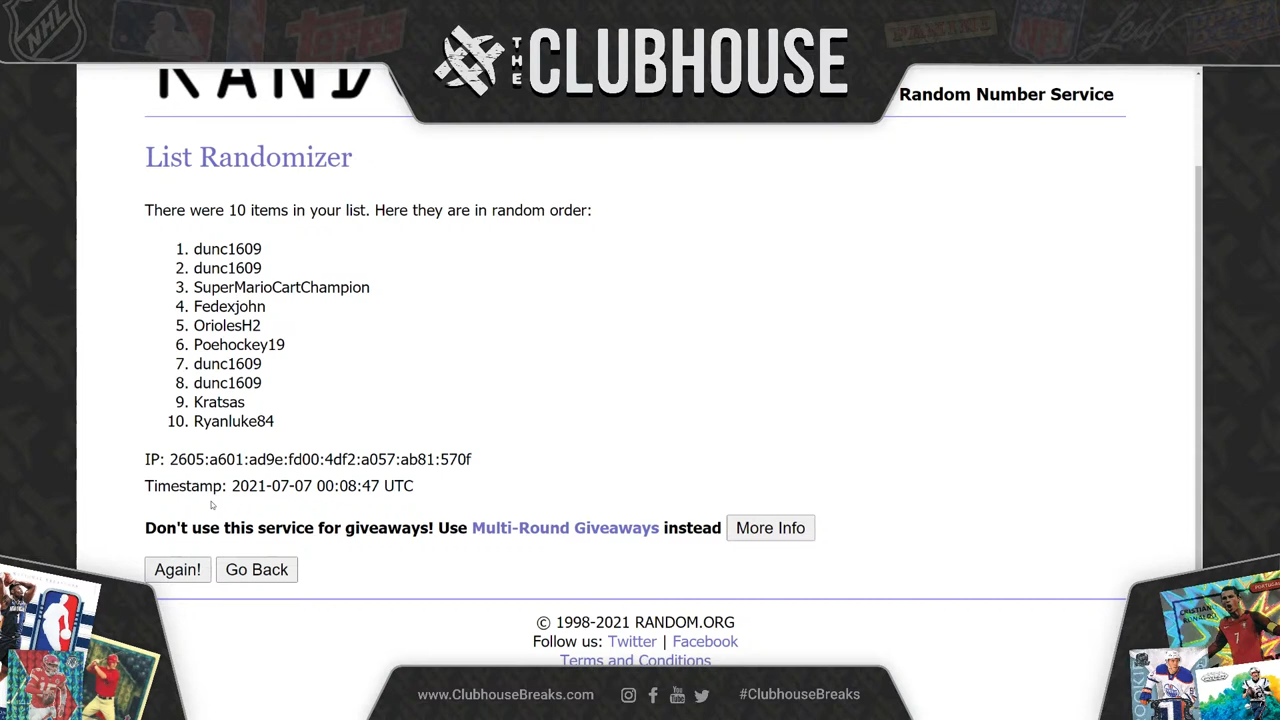 THE CLUBHOUSE
RAND
Random Number Service
List Randomizer
There were 10 items in your list. Here they are in random order:
1. dunc1609
2. dunc1609
3. SuperMarioCartChampion
4. Fedexjohn
5. OriolesH2
6. Poehockey19
7. dunc1609
8. dunc1609
9. Kratsas
10. Ryanluke84
IP: 2605:a601:ad9e:fd00:4df2:a057:ab81:570f
Timestamp: 2021-07-07 00:08:47 UTC
Don't use this service for giveaways! Use Multi-Round Giveaways instead More Info
Again! Go Back
© 1998-2021 RANDOM.ORG
Follow us: Twitter | Facebook
Terms and Conditions
www.ClubhouseBreaks.com
#ClubhouseBreaks